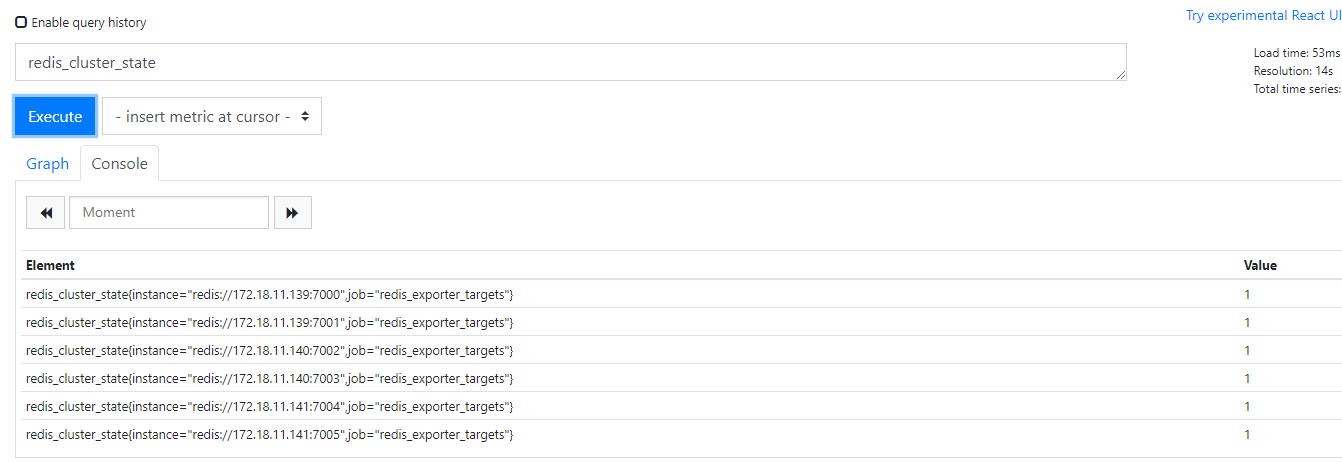 Enable query history
Try experimental React UI
redis_cluster_state
Load time: 53ms
Resolution: 14s
Total time series:
Execute
- insert metric at cursor -
Graph
Console
Moment
Element Value
redis_cluster_state{instance="redis://172.18.11.139:7000",job="redis_exporter_targets"} 1
redis_cluster_state{instance="redis://172.18.11.139:7001",job="redis_exporter_targets"} 1
redis_cluster_state{instance="redis://172.18.11.140:7002",job="redis_exporter_targets"} 1
redis_cluster_state{instance="redis://172.18.11.140:7003",job="redis_exporter_targets"} 1
redis_cluster_state{instance="redis://172.18.11.141:7004",job="redis_exporter_targets"} 1
redis_cluster_state{instance="redis://172.18.11.141:7005",job="redis_exporter_targets"} 1